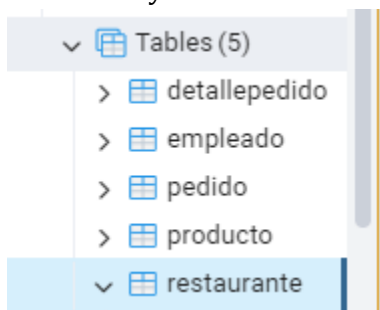 Tables (5)
detallepedido
empleado
pedido
producto
restaurante